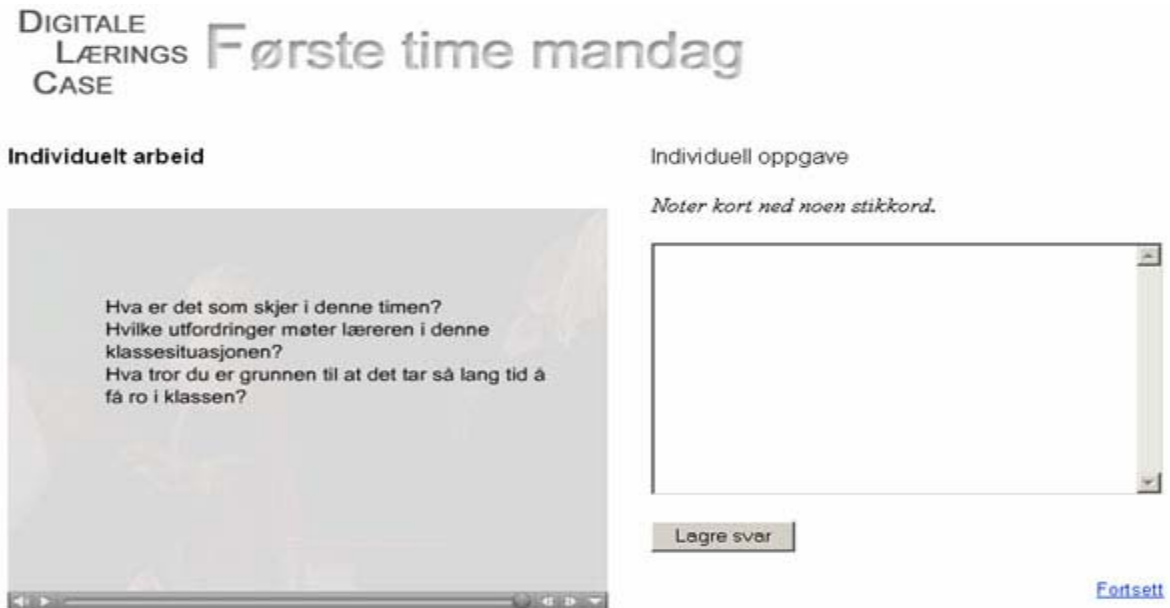 DIGITALE
LÆRINGS
CASE
Første time mandag
Individuelt arbeid
Hva er det som skjer i denne timen?
Hvilke utfordringer møter læreren i denne
klassesituasjonen?
Hva tror du er grunnen til at det tar så lang tid å
få ro i klassen?
Individuell oppgave
Noter kort ned noen stikkord.
Lagre svar
Fortsett